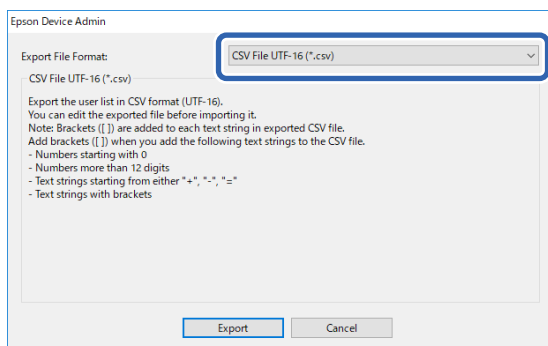 Epson Device Admin
Export File Format:
CSV File UTF-16 (*.csv)
CSV File UTF-16 (*.csv)
Export the user list in CSV format (UTF-16).
You can edit the exported file before importing it.
Note: Brackets ([ ]) are added to each text string in exported CSV file.
Add brackets ([ ]) when you add the following text strings to the CSV file.
- Numbers starting with 0
- Numbers more than 12 digits
- Text strings starting from either "+", "-", "="
- Text strings with brackets
Export
Cancel